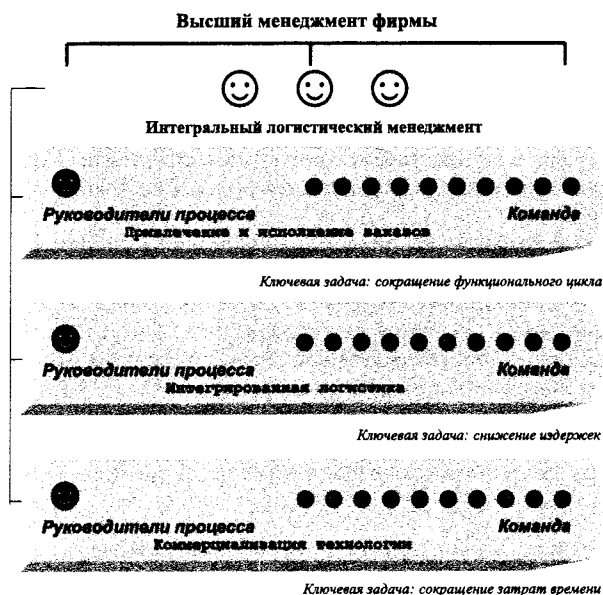 Высший менеджмент фирмы
Интегральный логистический менеджмент
Руководители процесса Команда
Привлечение и исполнение заказов
Ключевая задача: сокращение функционального цикла
Руководители процесса Команда
Интегрированная логистика
Ключевая задача: снижение издержек
Руководители процесса Команда
Коммерциализация технологии
Ключевая задача: сокращение затрат времени